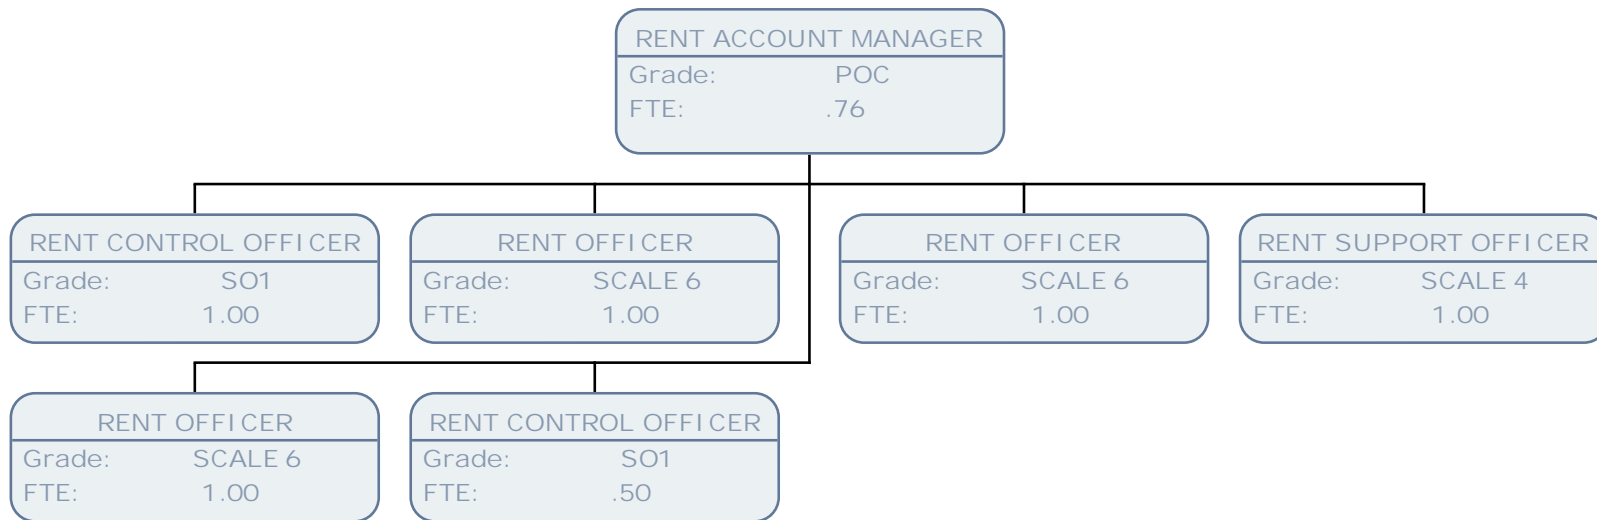 RENT ACCOUNT MANAGER
Grade: POC
FTE: .76
RENT CONTROL OFFICER
Grade: SO1
FTE: 1.00
RENT OFFICER
Grade: SCALE 6
FTE: 1.00
RENT OFFICER
Grade: SCALE 6
FTE: 1.00
RENT SUPPORT OFFICER
Grade: SCALE 4
FTE: 1.00
RENT OFFICER
Grade: SCALE 6
FTE: 1.00
RENT CONTROL OFFICER
Grade: SO1
FTE: .50